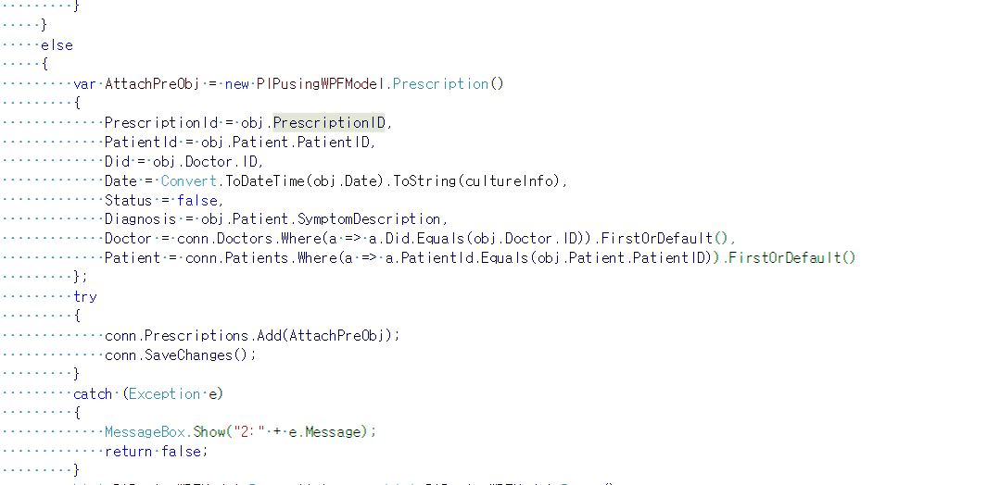 }
}
else
{
var AttachPreObj = new PIPusingWPFModel.Prescription()
{
PrescriptionId = obj.PrescriptionID,
PatientId = obj.Patient.PatientID,
Did = obj.Doctor.ID,
Date = Convert.ToDateTime(obj.Date).ToString(cultureInfo),
Status = false,
Diagnosis = obj.Patient.SymptomDescription,
Doctor = conn.Doctors.Where(a => a.Did.Equals(obj.Doctor.ID)).FirstOrDefault(),
Patient = conn.Patients.Where(a => a.PatientId.Equals(obj.Patient.PatientID)).FirstOrDefault()
};
try
{
conn.Prescriptions.Add(AttachPreObj);
conn.SaveChanges();
}
catch (Exception e)
{
MessageBox.Show("2:" + e.Message);
return false;
}